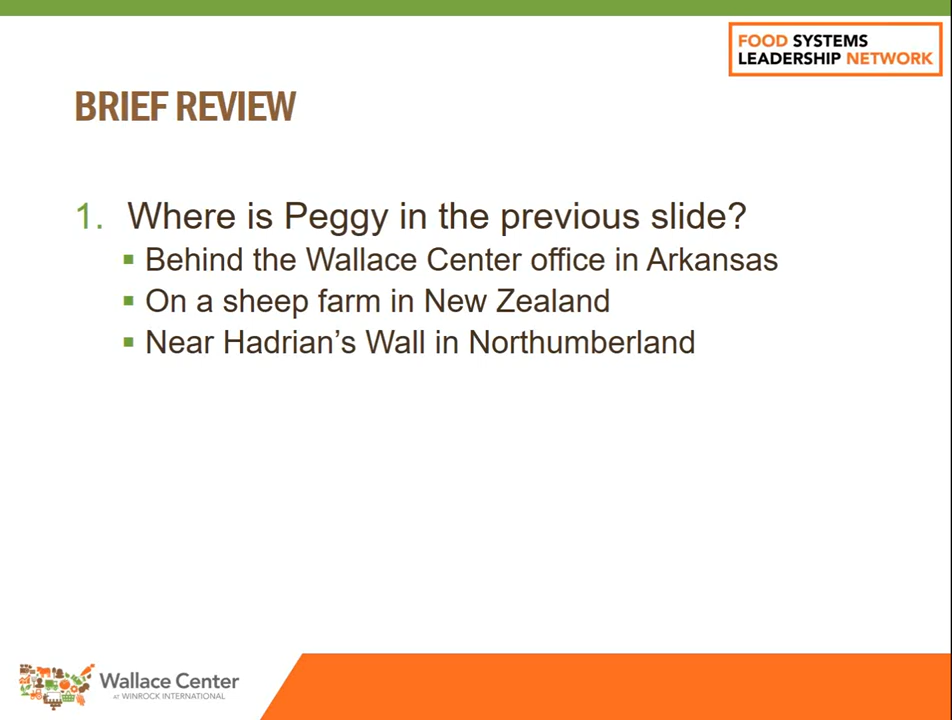 FOOD SYSTEMS
LEADERSHIP NETWORK
BRIEF REVIEW
1. Where is Peggy in the previous slide?
▪ Behind the Wallace Center office in Arkansas
▪ On a sheep farm in New Zealand
▪ Near Hadrian’s Wall in Northumberland
Wallace Center
AT WINROCK INTERNATIONAL